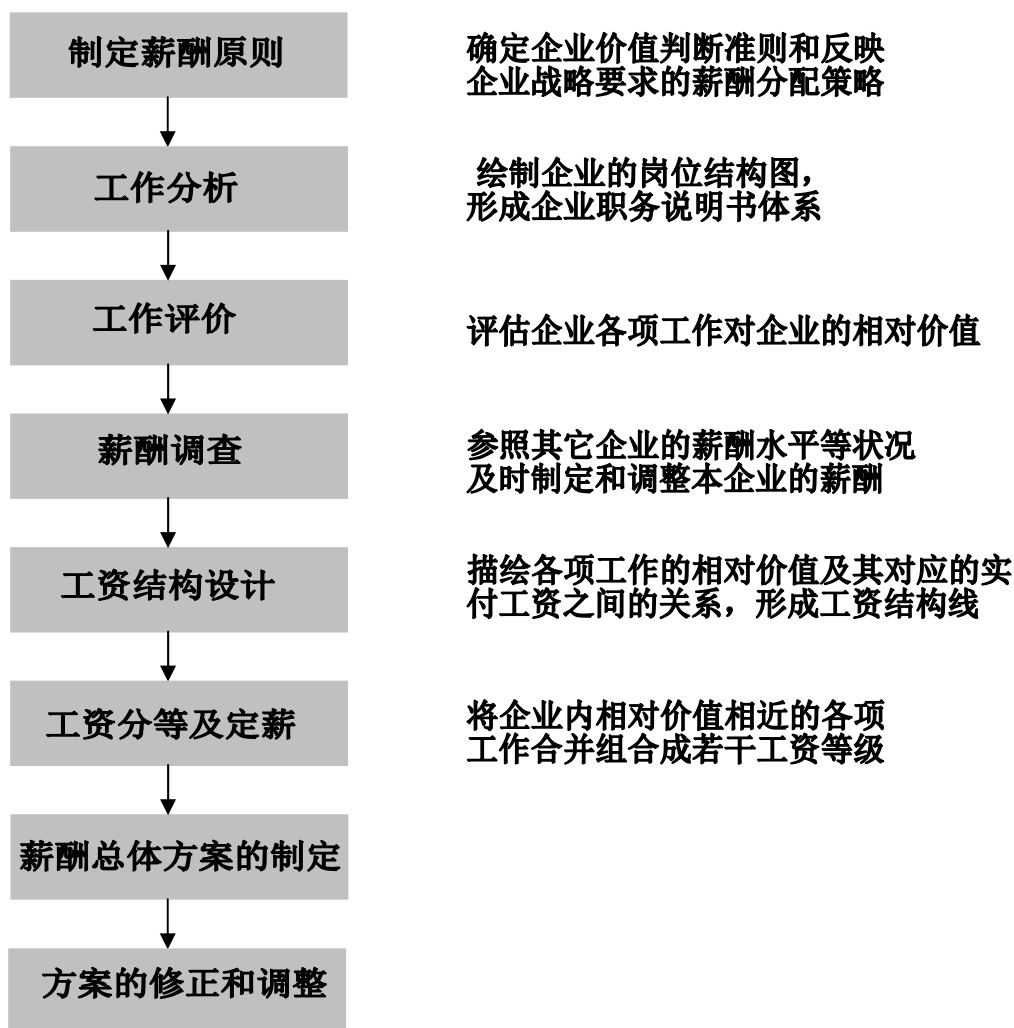 制定薪酬原则
确定企业价值判断准则和反映
企业战略要求的薪酬分配策略
工作分析
绘制企业的岗位结构图，
形成企业职务说明书体系
工作评价
评估企业各项工作对企业的相对价值
薪酬调查
参照其它企业的薪酬水平等状况
及时制定和调整本企业的薪酬
工资结构设计
描绘各项工作的相对价值及其对应的实
付工资之间的关系，形成工资结构线
工资分等及定薪
将企业内相对价值相近的各项
工作合并组合成若干工资等级
薪酬总体方案的制定
方案的修正和调整